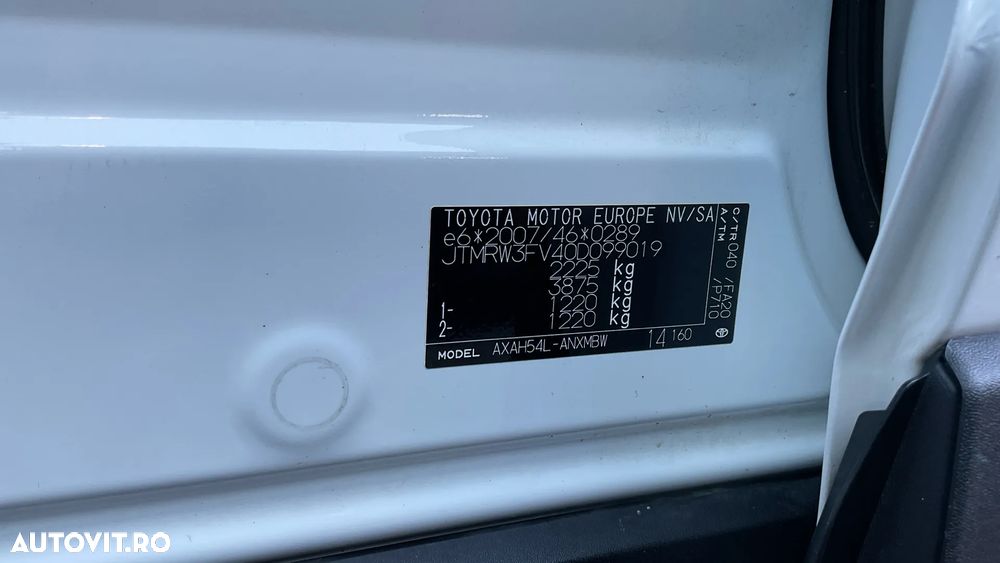 TOYOTA MOTOR EUROPE NV/SA
e6*2007/46*0289
JTMRW3FV40D099019
2225 kg
3875 kg
1- 1220 kg
2- 1220 kg
C/TR 040 /FA20
A/TM /P710
MODEL AXAH54L-ANXMBW 14 160
AUTOVIT.RO